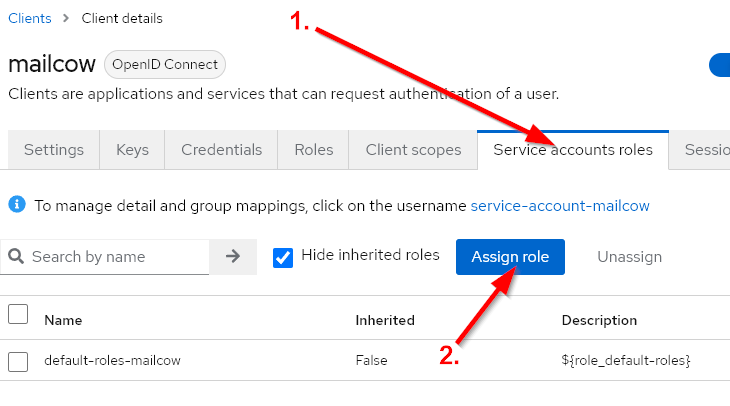 Clients > Client details
1.
mailcow OpenID Connect
Clients are applications and services that can request authentication of a user.
Settings Keys Credentials Roles Client scopes Service accounts roles Sessio
To manage detail and group mappings, click on the username service-account-mailcow
Search by name Hide inherited roles Assign role Unassign
Name Inherited Description
2.
default-roles-mailcow False ${role_default-roles}